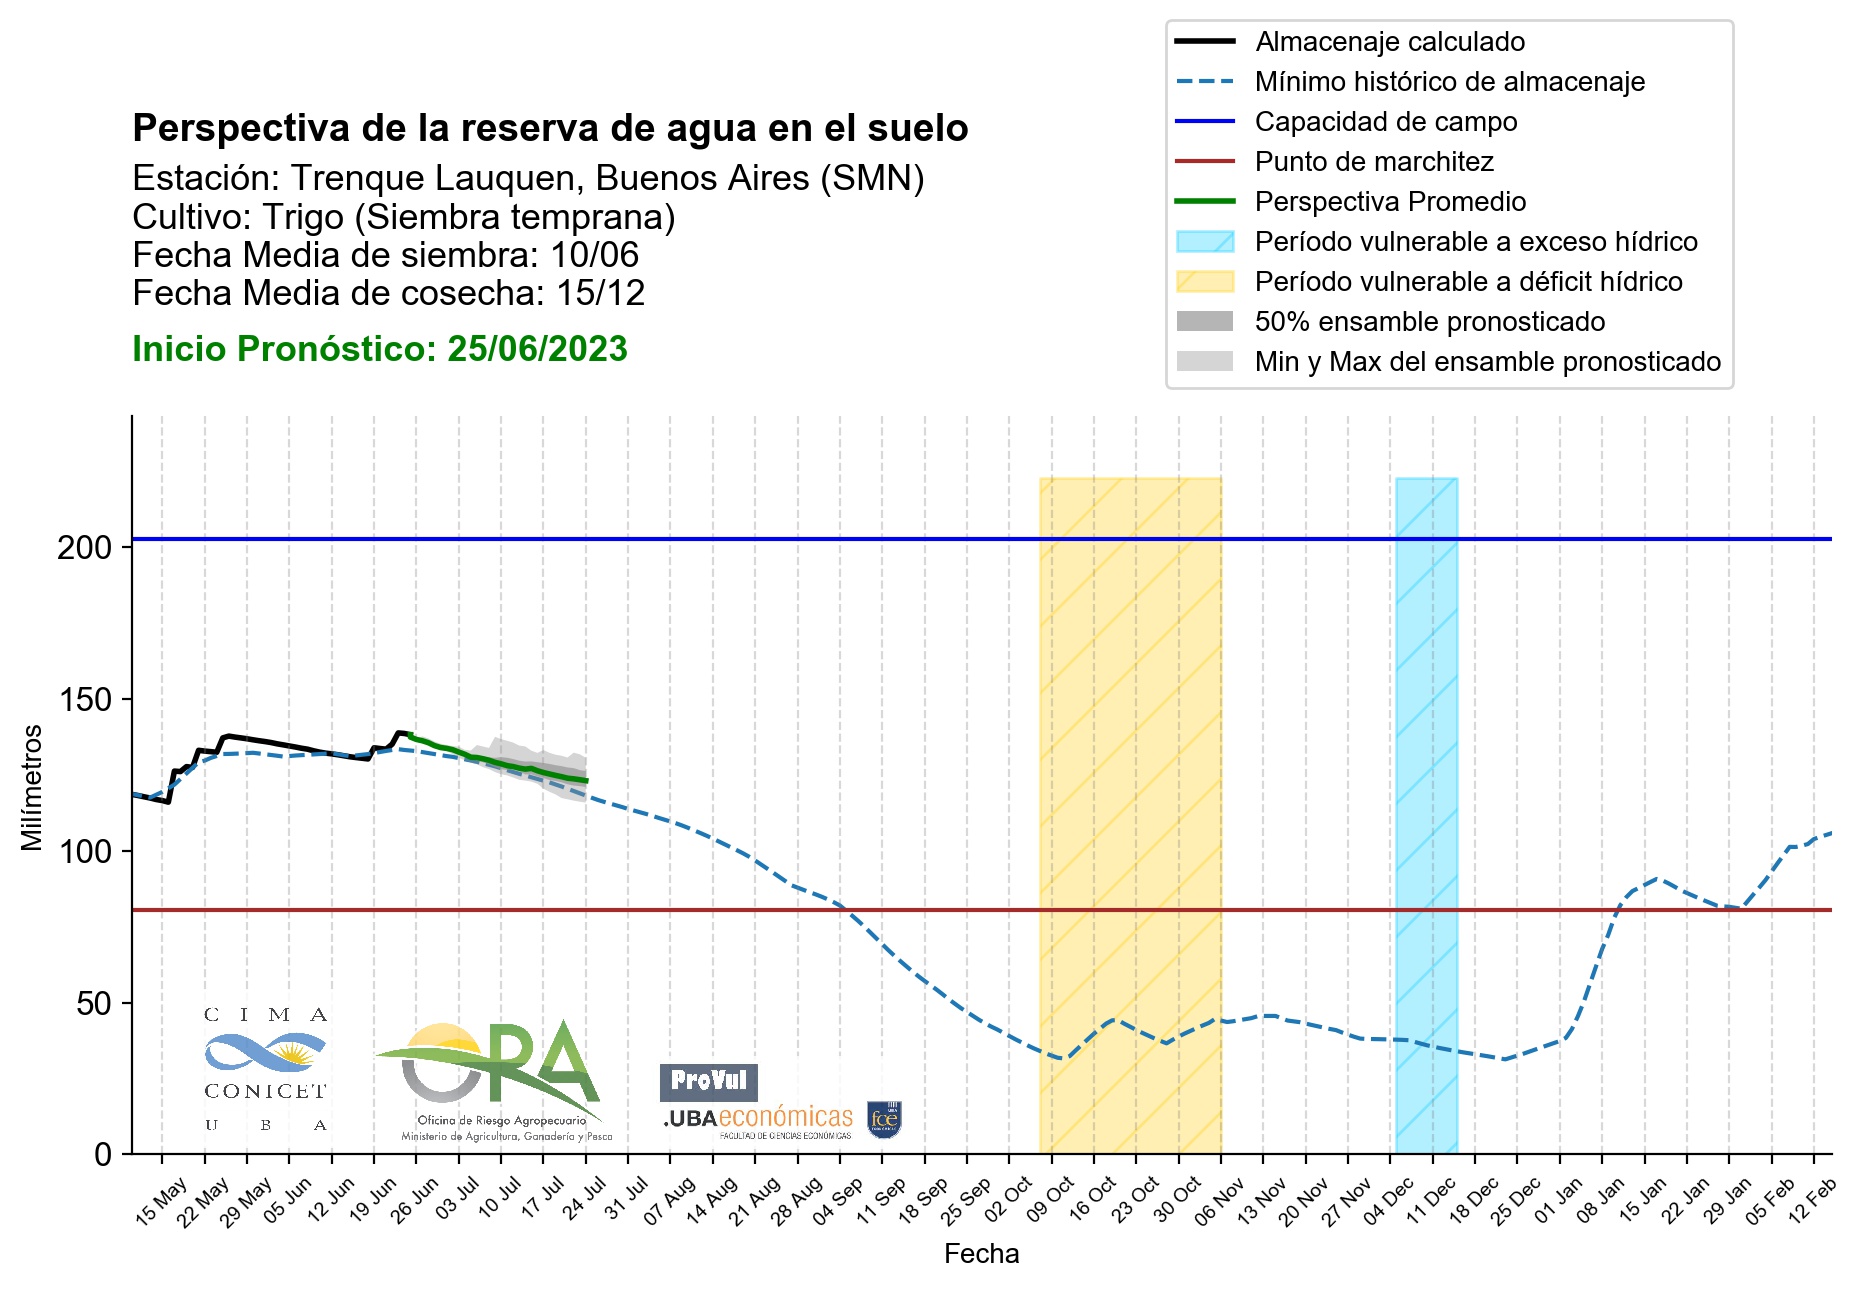 Almacenaje calculado
Mínimo histórico de almacenaje
Capacidad de campo
Punto de marchitez
Perspectiva Promedio
Período vulnerable a exceso hídrico
Período vulnerable a déficit hídrico
50% ensamble pronosticado
Min y Max del ensamble pronosticado
Perspectiva de la reserva de agua en el suelo
Estación: Trenque Lauquen, Buenos Aires (SMN)
Cultivo: Trigo (Siembra temprana)
Fecha Media de siembra: 10/06
Fecha Media de cosecha: 15/12
Inicio Pronóstico: 25/06/2023
Milímetros
200
150
100
50
0
CIMA
CONICET
UBA
ORA
Oficina de Riesgo Agropecuario
Ministerio de Agricultura, Ganadería y Pesca
ProVul
.UBAeconómicas
FACULTAD DE CIENCIAS ECONÓMICAS
UBA
fce
ECONÓMICAS
15 May
22 May
29 May
05 Jun
12 Jun
19 Jun
26 Jun
03 Jul
10 Jul
17 Jul
24 Jul
31 Jul
07 Aug
14 Aug
21 Aug
28 Aug
04 Sep
11 Sep
18 Sep
25 Sep
02 Oct
09 Oct
16 Oct
23 Oct
30 Oct
06 Nov
13 Nov
20 Nov
27 Nov
04 Dec
11 Dec
18 Dec
25 Dec
01 Jan
08 Jan
15 Jan
22 Jan
29 Jan
05 Feb
12 Feb
Fecha